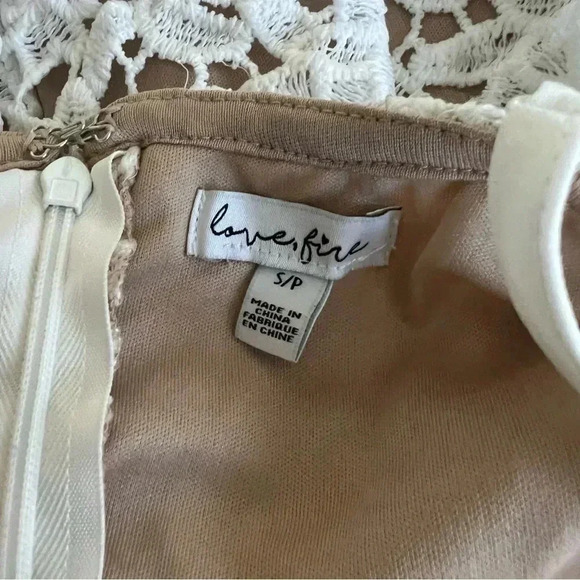 love, fire
S/P
MADE IN
CHINA
FABRIQUE
EN CHINE